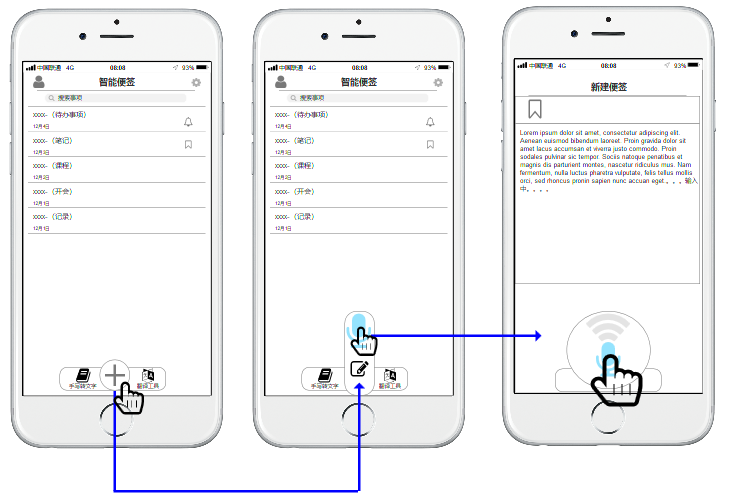 中国联通 4G 08:08 93%
智能便签
搜索事项
xxxx-（待办事项）
12月4日
xxxx-（笔记）
12月3日
xxxx-（课程）
12月2日
xxxx-（开会）
12月1日
xxxx-（记录）
12月1日
手写转文字
翻译工具
中国联通 4G 08:08 93%
智能便签
搜索事项
xxxx-（待办事项）
12月4日
xxxx-（笔记）
12月3日
xxxx-（课程）
12月2日
xxxx-（开会）
12月1日
xxxx-（记录）
12月1日
手写转文字
翻译工具
中国联通 4G 08:08 93%
新建便签
Lorem ipsum dolor sit amet, consectetur adipiscing elit.
Aenean euismod bibendum laoreet. Proin gravida dolor sit
amet lacus accumsan et viverra justo commodo. Proin
sodales pulvinar sic tempor. Sociis natoque penatibus et
magnis dis parturient montes, nascetur ridiculus mus. Nam
fermentum, nulla luctus pharetra vulputate, felis tellus mollis
orci, sed rhoncus pronin sapien nunc accuan eget.。。。输入
中。。。。